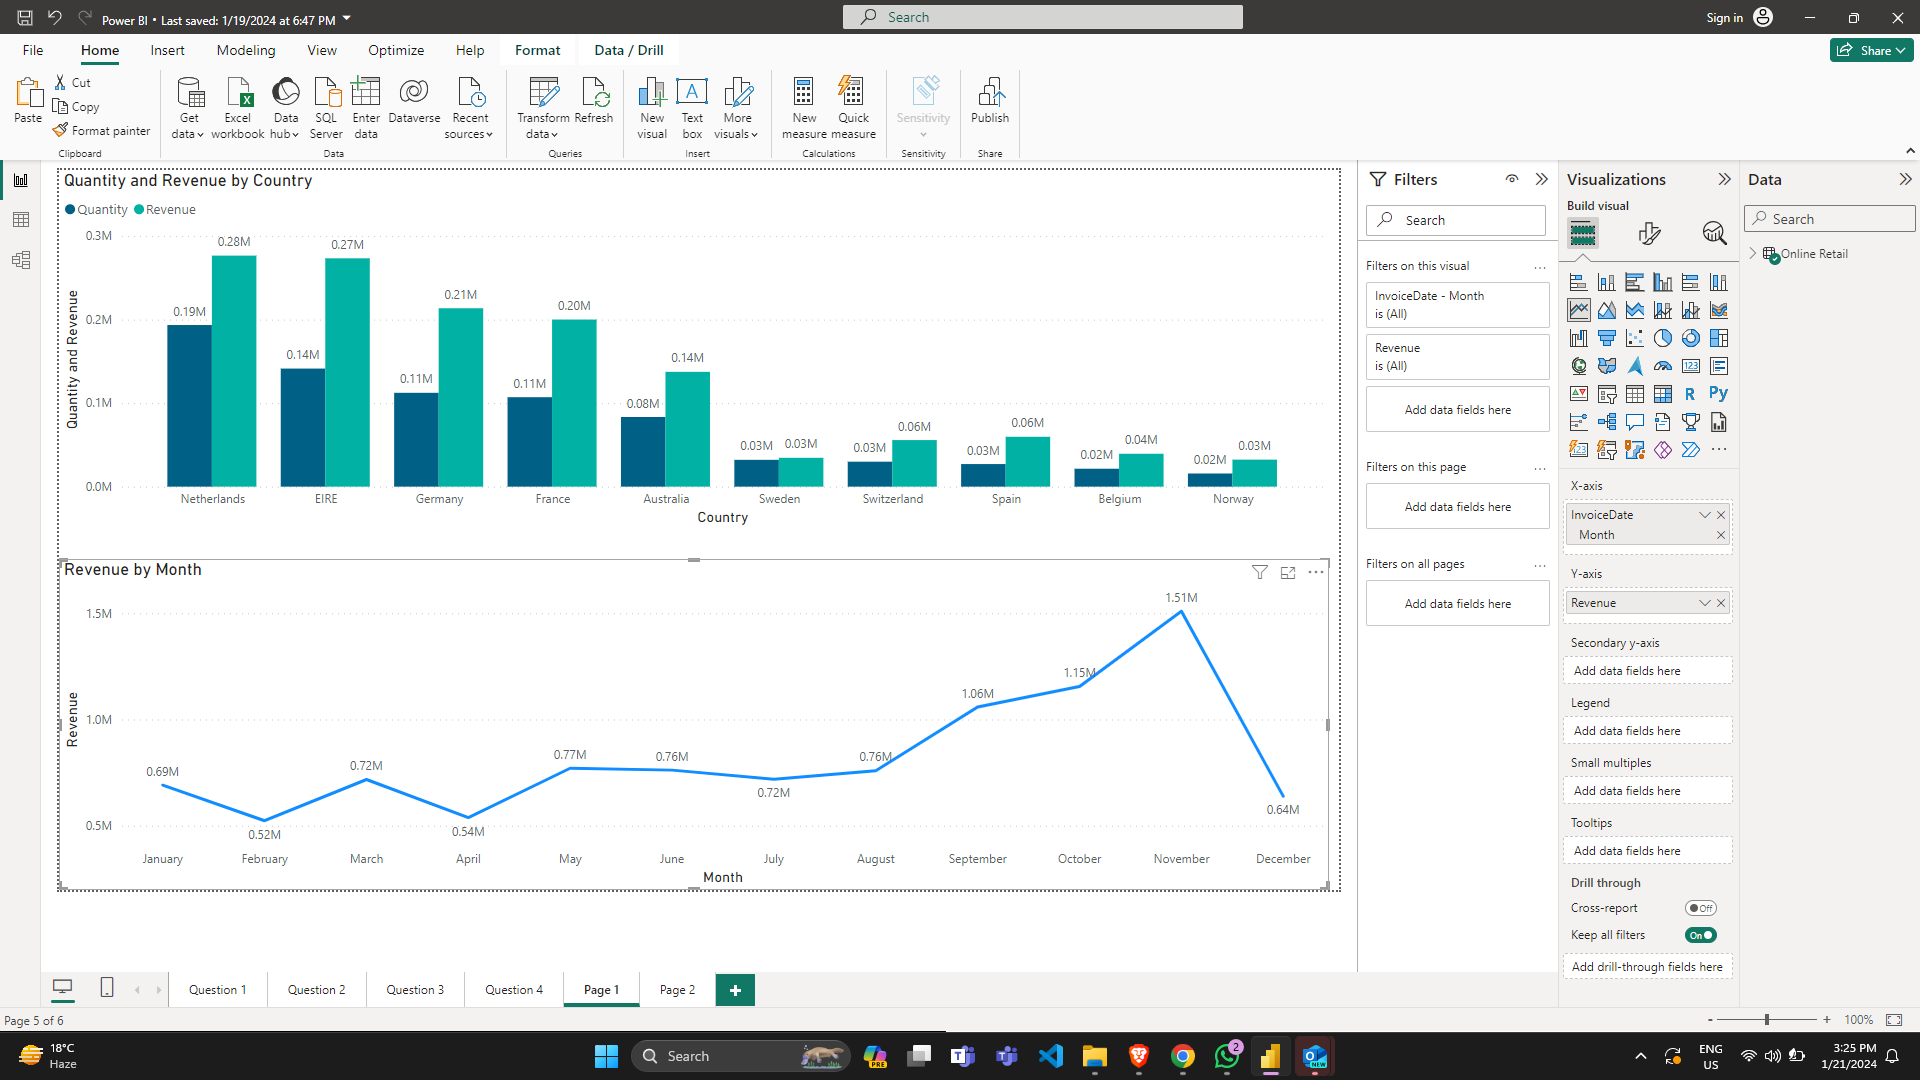 Power BI • Last saved: 1/19/2024 at 6:47 PM
Search
Sign in
File
Home
Insert
Modeling
View
Optimize
Help
Format
Data / Drill
Share
Paste
Cut
Copy
Format painter
Clipboard
Get data
Excel workbook
Data hub
SQL Server
Enter data
Dataverse
Recent sources
Data
Transform data
Refresh
Queries
New visual
Text box
More visuals
Insert
New measure
Quick measure
Calculations
Sensitivity
Sensitivity
Publish
Share
Quantity and Revenue by Country
Quantity Revenue
Quantity and Revenue
0.3M
0.2M
0.1M
0.0M
0.19M 0.28M
0.14M 0.27M
0.11M 0.21M
0.11M 0.20M
0.08M 0.14M
0.03M 0.03M
0.03M 0.06M
0.03M 0.06M
0.02M 0.04M
0.02M 0.03M
Netherlands EIRE Germany France Australia Sweden Switzerland Spain Belgium Norway
Country
Revenue by Month
Revenue
1.5M
1.0M
0.5M
0.69M 0.52M 0.72M 0.54M 0.77M 0.76M 0.72M 0.76M 1.06M 1.15M 1.51M 0.64M
January February March April May June July August September October November December
Month
Filters
Search
Filters on this visual
InvoiceDate - Month
is (All)
Revenue
is (All)
Add data fields here
Filters on this page
Add data fields here
Filters on all pages
Add data fields here
Visualizations
Build visual
123
R
Py
123
X-axis
InvoiceDate
Month
Y-axis
Revenue
Secondary y-axis
Add data fields here
Legend
Add data fields here
Small multiples
Add data fields here
Tooltips
Add data fields here
Drill through
Cross-report
Off
Keep all filters
On
Add drill-through fields here
Data
Search
Online Retail
Question 1
Question 2
Question 3
Question 4
Page 1
Page 2
+
Page 5 of 6
- + 100%
18°C
Haze
Search
PRE
2
NEW
ENG
US
3:25 PM
1/21/2024